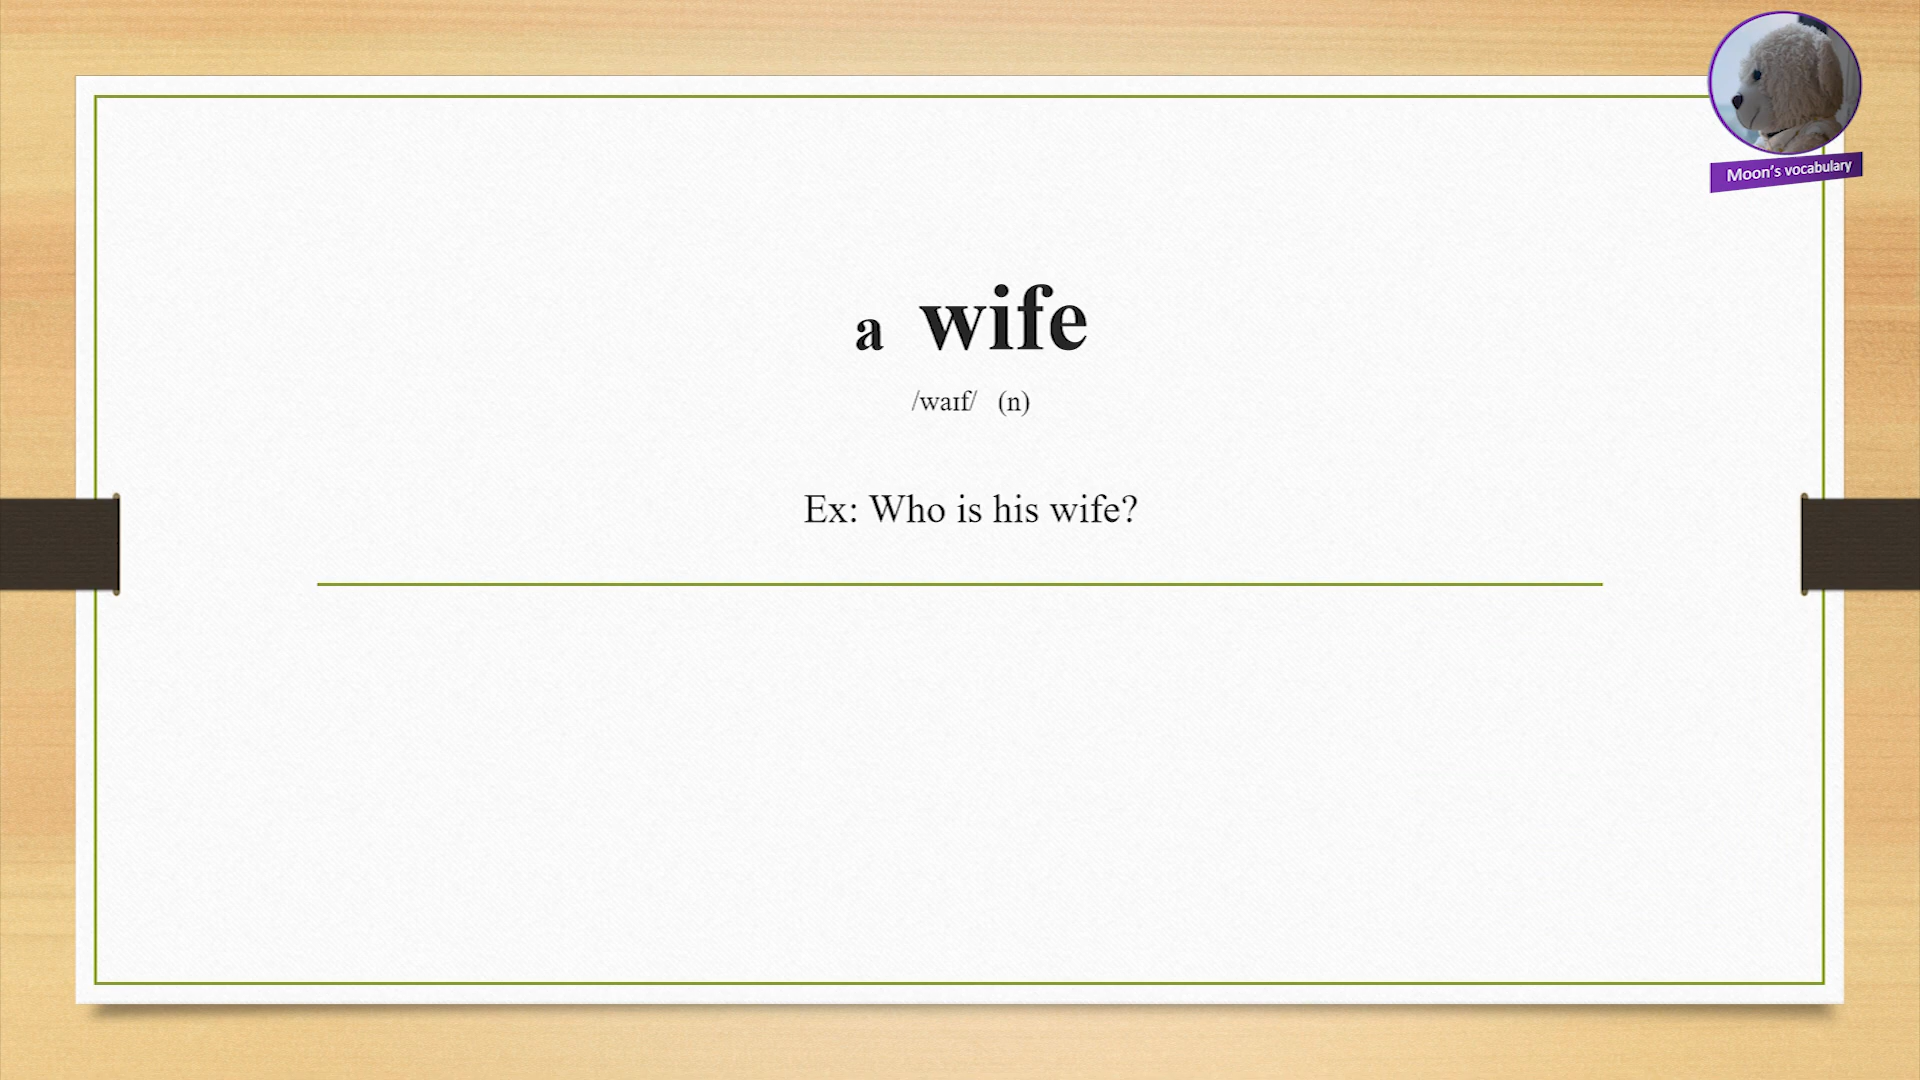 Moon's vocabulary
a wife
/waɪf/ (n)
Ex: Who is his wife?